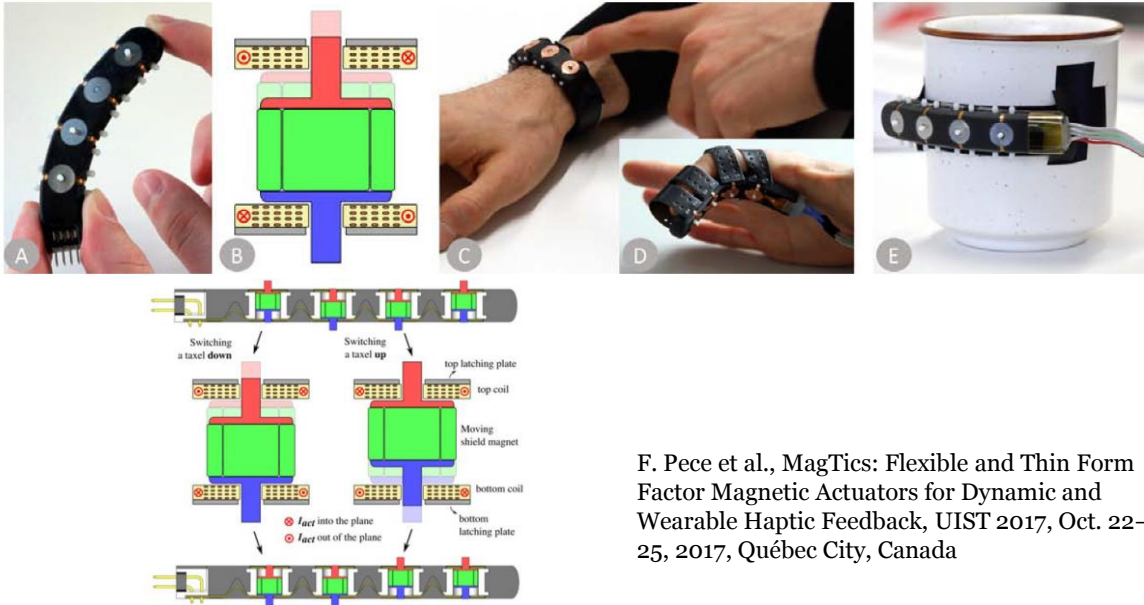 A
B
C
D
E
Switching
a taxel down
Switching
a taxel up
top latching plate
top coil
Moving
shield magnet
bottom coil
bottom
latching plate
⊗ Iact into the plane
⊙ Iact out of the plane
F. Pece et al., MagTics: Flexible and Thin Form
Factor Magnetic Actuators for Dynamic and
Wearable Haptic Feedback, UIST 2017, Oct. 22-
25, 2017, Québec City, Canada